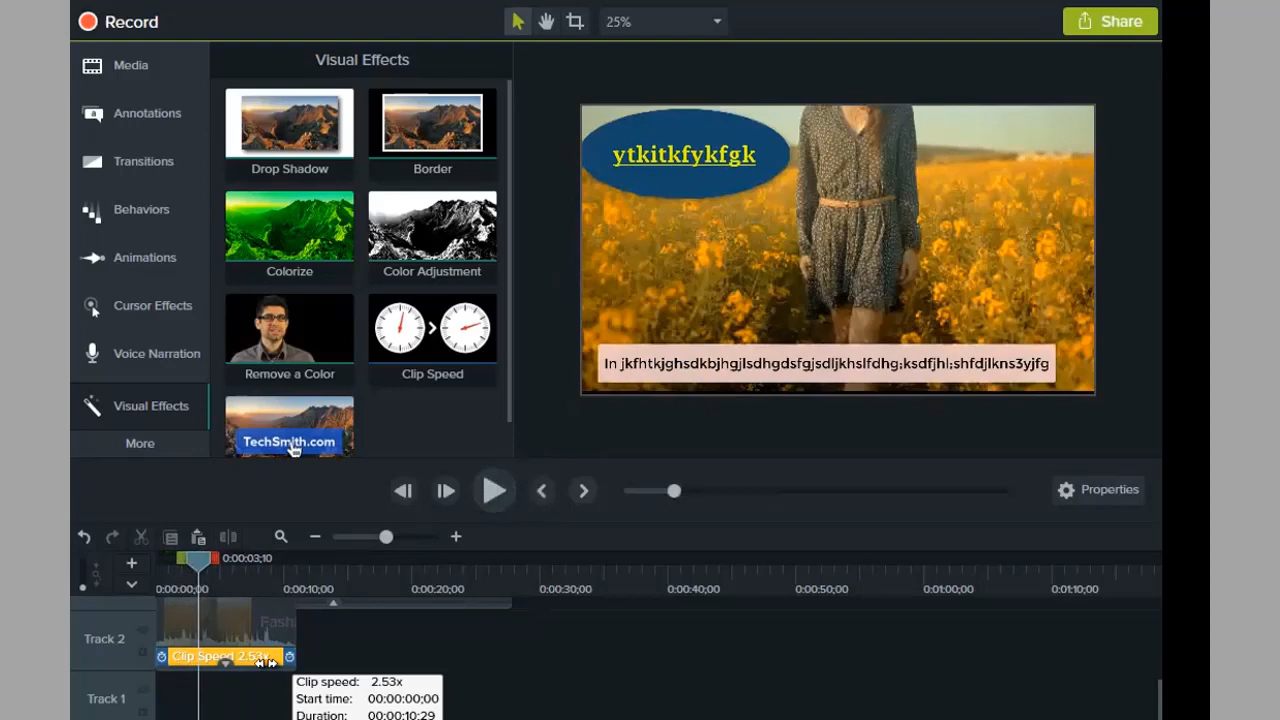 Record
25%
Share
Media
Annotations
Transitions
Behaviors
Animations
Cursor Effects
Voice Narration
Visual Effects
More
Visual Effects
Drop Shadow
Border
Colorize
Color Adjustment
Remove a Color
Clip Speed
TechSmith.com
ytkitkfykfgk
In jkfhtkjghsdkbjhgjlsdhgdsfgjsdljkhslfdhg;ksdfjhl;shfdjlkns3yjfg
Properties
0:00:03;10
0:00:00;00
0:00:10;00
0:00:20;00
0:00:30;00
0:00:40;00
0:00:50;00
0:01:00;00
0:01:10;00
Track 2
Fash
Clip Speed 2.53x
Track 1
Clip speed: 2.53x
Start time: 00:00:00;00
Duration: 00:00:10;29